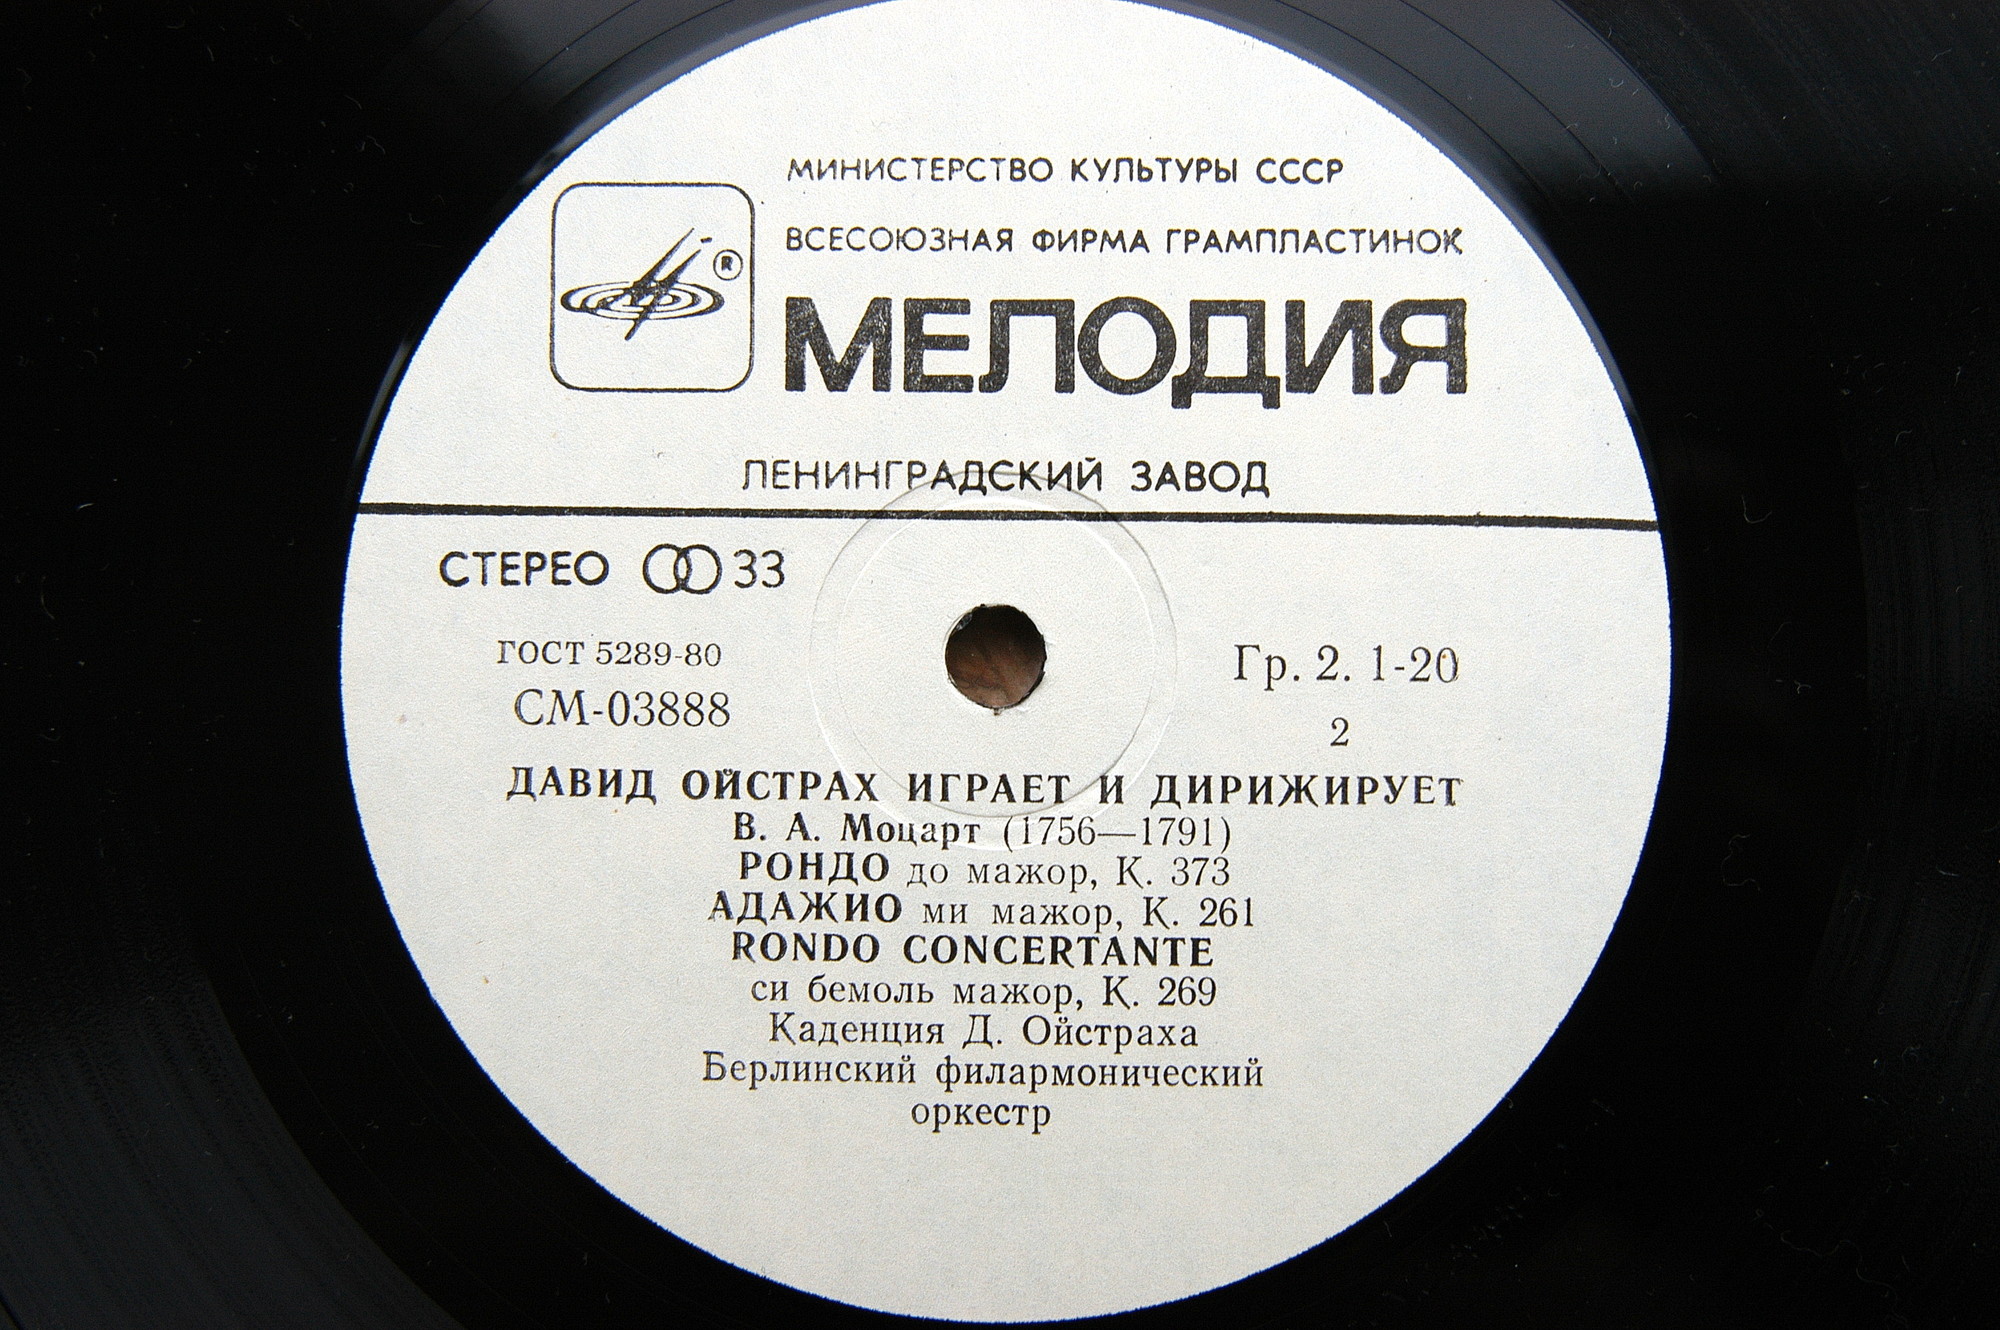 МИНИСТЕРСТВО КУЛЬТУРЫ СССР
ВСЕСОЮЗНАЯ ФИРМА ГРАМПЛАСТИНОК
®
МЕЛОДИЯ
ЛЕНИНГРАДСКИЙ ЗАВОД
СТЕРЕО 33
ГОСТ 5289-80
СМ-03888
Гр. 2. 1-20
2
ДАВИД ОЙСТРАХ ИГРАЕТ И ДИРИЖИРУЕТ
В. А. Моцарт (1756—1791)
РОНДО до мажор, К. 373
АДАЖИО ми мажор, К. 261
RONDO CONCERTANTE
си бемоль мажор, К. 269
Каденция Д. Ойстраха
Берлинский филармонический
оркестр